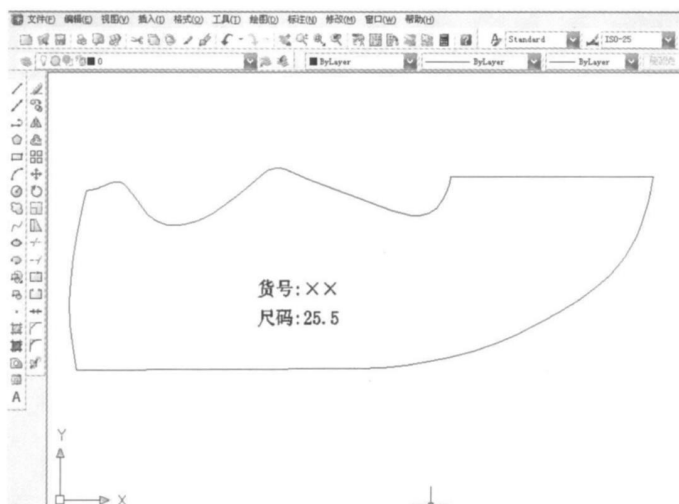 文件(F) 编辑(E) 视图(V) 插入(I) 格式(O) 工具(T) 绘图(D) 标注(N) 修改(M) 窗口(W) 帮助(H)
Standard ISO-25
0 ByLayer ByLayer ByLayer
货号:××
尺码:25.5
A
Y
X